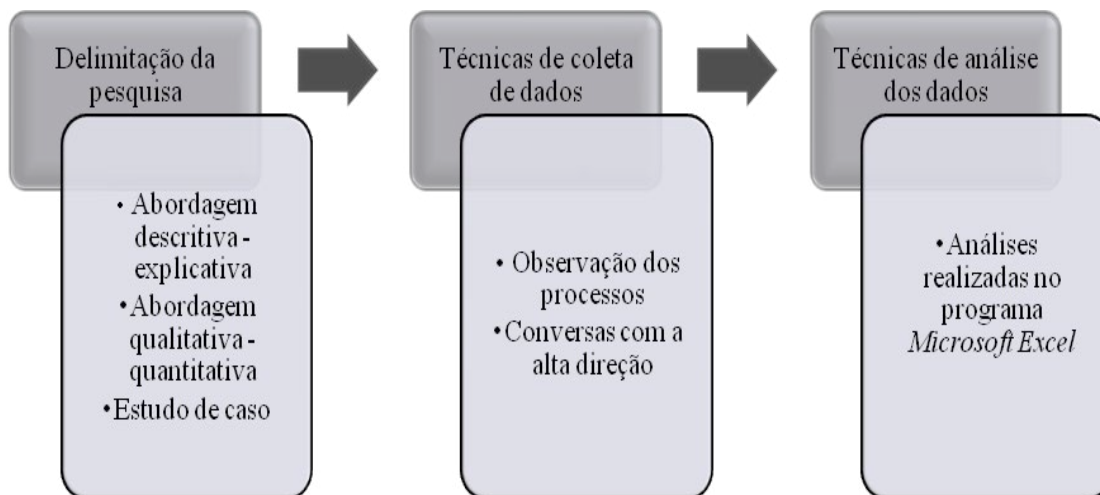 Delimitação da
pesquisa
• Abordagem
descritiva -
explicativa
•Abordagem
qualitativa -
quantitativa
•Estudo de caso
Técnicas de coleta
de dados
• Observação dos
processos
•Conversas com a
alta direção
Técnicas de análise
dos dados
•Análises
realizadas no
programa
Microsoft Excel